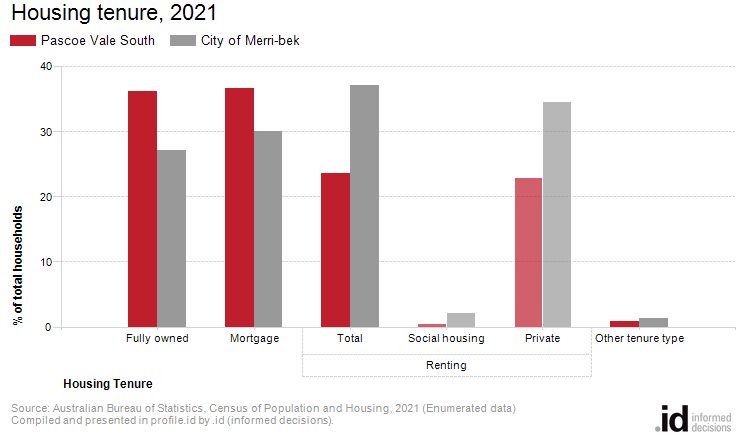 Housing tenure, 2021
Pascoe Vale South City of Merri-bek
% of total households
40
30
20
10
0
Fully owned Mortgage Total Social housing Private Other tenure type
Renting
Housing Tenure
Source: Australian Bureau of Statistics, Census of Population and Housing, 2021 (Enumerated data)
Compiled and presented in profile.id by .id (informed decisions).
.id informed
decisions